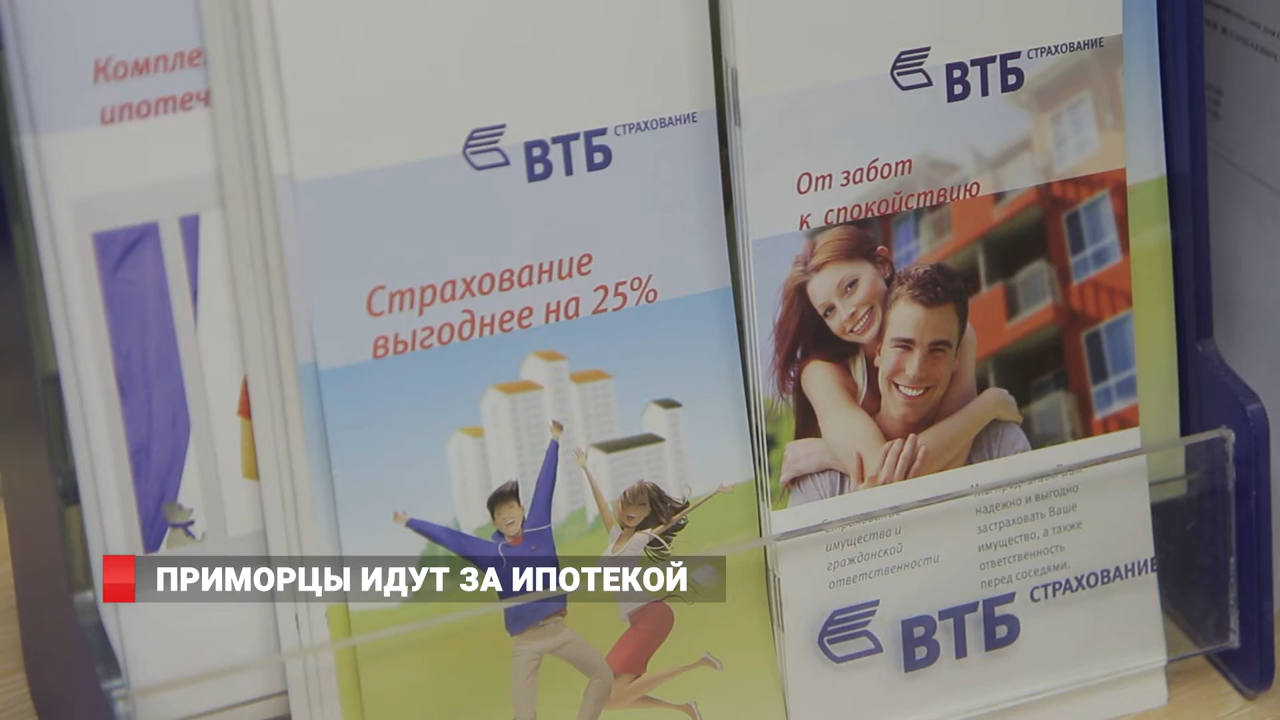 Компле
ипотеч
ВТБ СТРАХОВАНИЕ
Страхование
выгоднее на 25%
ВТБ СТРАХОВАНИЕ
От забот
к спокойствию
имущества и
гражданской
ответственности
надежно и выгодно
застраховать Ваше
имущество, а также
ответственность
перед соседями.
ВТБ СТРАХОВАНИЕ
ПРИМОРЦЫ ИДУТ ЗА ИПОТЕКОЙ